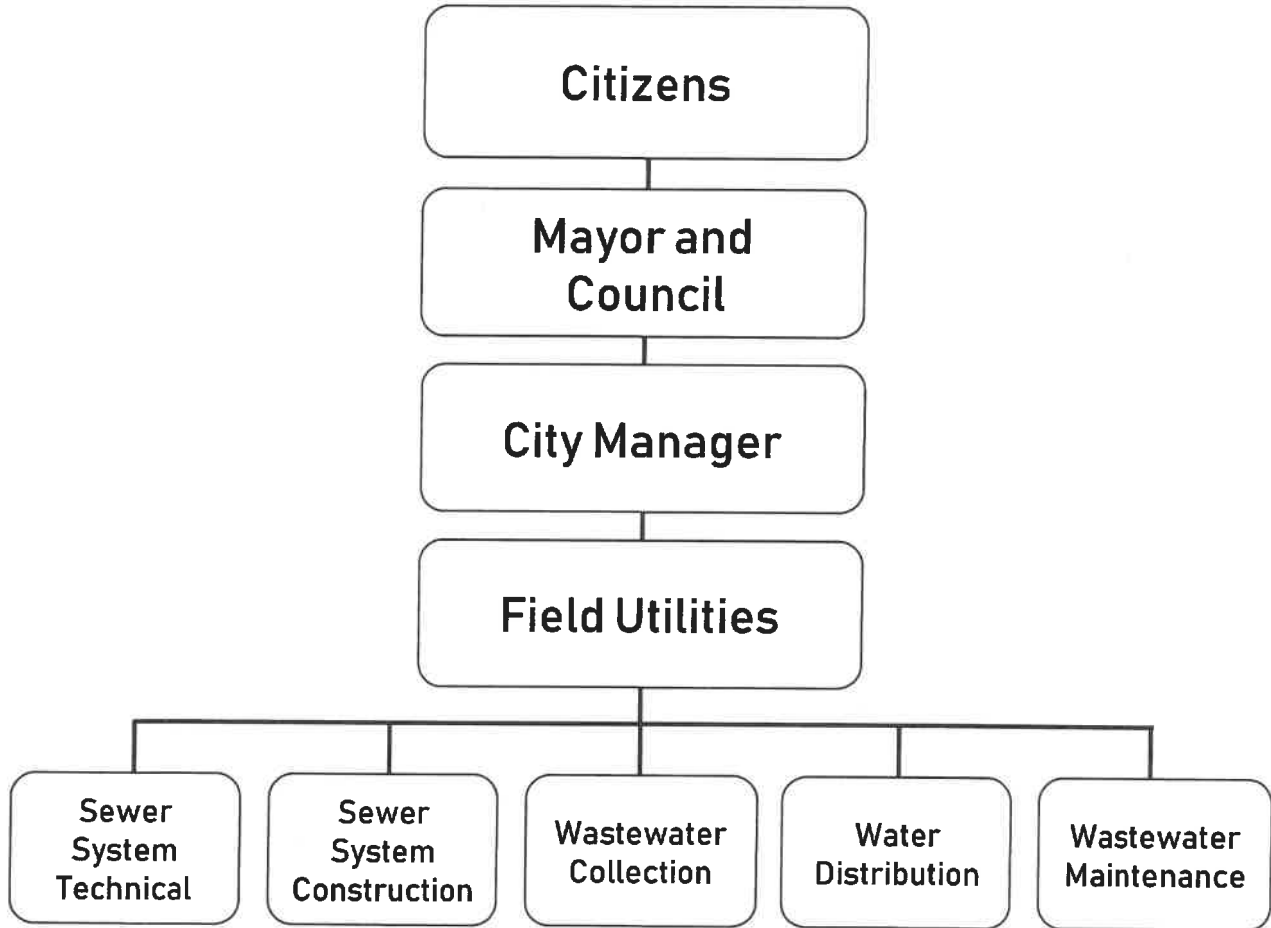 Citizens
Mayor and
Council
City Manager
Field Utilities
Sewer
System
Technical
Sewer
System
Construction
Wastewater
Collection
Water
Distribution
Wastewater
Maintenance